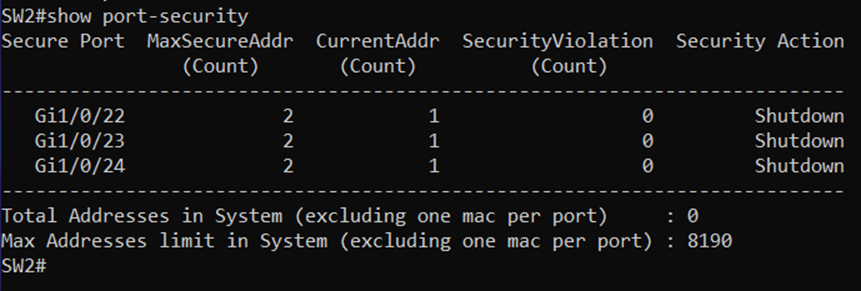 SW2#show port-security
Secure Port  MaxSecureAddr  CurrentAddr  SecurityViolation  Security Action
                (Count)       (Count)          (Count)
---------------------------------------------------------------------------
   Gi1/0/22              2            1                  0         Shutdown
   Gi1/0/23              2            1                  0         Shutdown
   Gi1/0/24              2            1                  0         Shutdown
---------------------------------------------------------------------------
Total Addresses in System (excluding one mac per port)     : 0
Max Addresses limit in System (excluding one mac per port) : 8190
SW2#